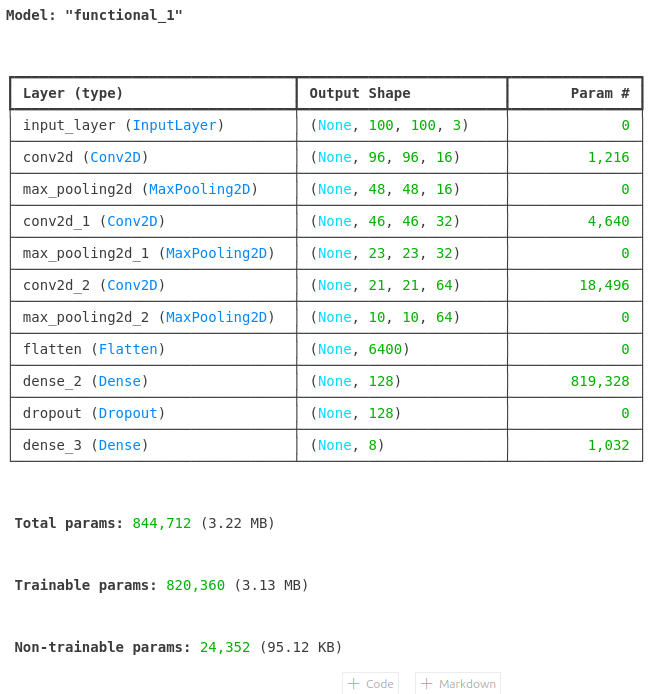 Model: "functional_1"
Layer (type) Output Shape Param #
input_layer (InputLayer) (None, 100, 100, 3) 0
conv2d (Conv2D) (None, 96, 96, 16) 1,216
max_pooling2d (MaxPooling2D) (None, 48, 48, 16) 0
conv2d_1 (Conv2D) (None, 46, 46, 32) 4,640
max_pooling2d_1 (MaxPooling2D) (None, 23, 23, 32) 0
conv2d_2 (Conv2D) (None, 21, 21, 64) 18,496
max_pooling2d_2 (MaxPooling2D) (None, 10, 10, 64) 0
flatten (Flatten) (None, 6400) 0
dense_2 (Dense) (None, 128) 819,328
dropout (Dropout) (None, 128) 0
dense_3 (Dense) (None, 8) 1,032
Total params: 844,712 (3.22 MB)
Trainable params: 820,360 (3.13 MB)
Non-trainable params: 24,352 (95.12 KB)
+ Code + Markdown